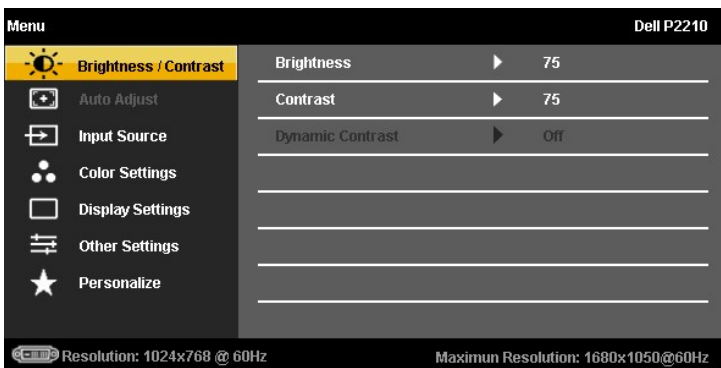 Menu Dell P2210
Brightness / Contrast Brightness 75
Auto Adjust Contrast 75
Input Source Dynamic Contrast Off
Color Settings
Display Settings
Other Settings
Personalize
Resolution: 1024x768 @ 60Hz Maximun Resolution: 1680x1050@60Hz